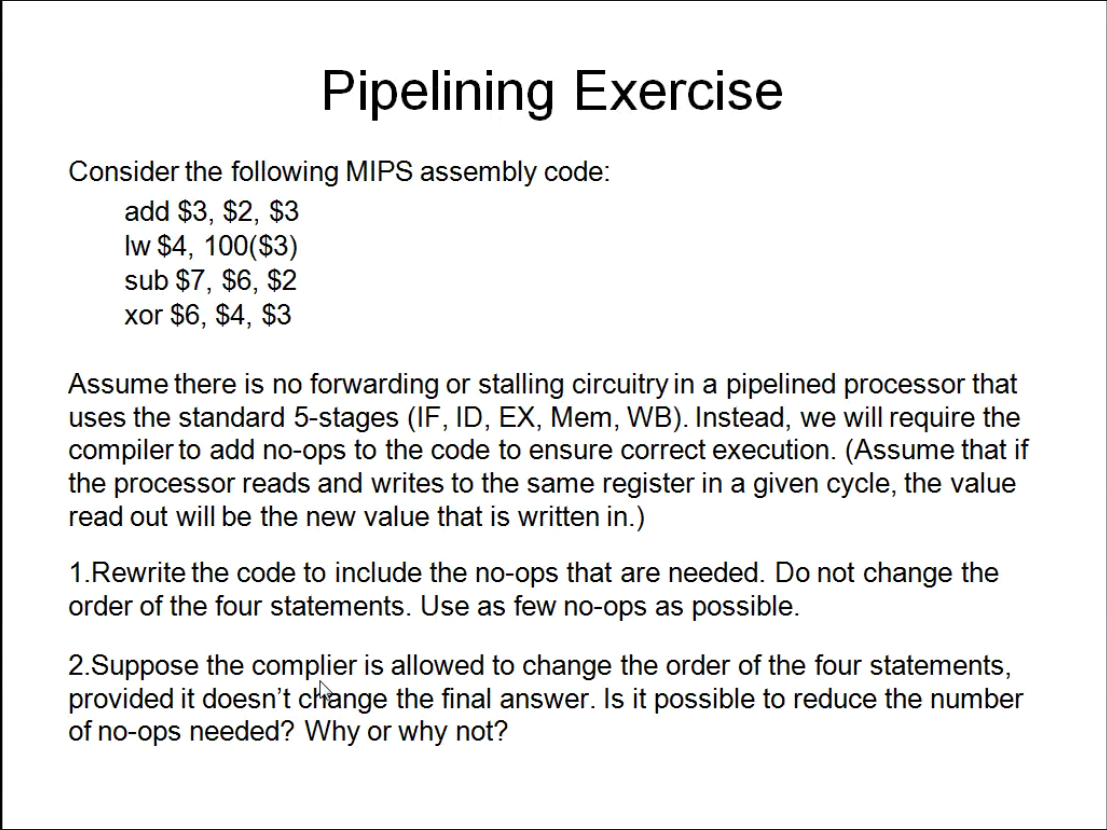 Pipelining Exercise
Consider the following MIPS assembly code:
add $3, $2, $3
lw $4, 100($3)
sub $7, $6, $2
xor $6, $4, $3
Assume there is no forwarding or stalling circuitry in a pipelined processor that
uses the standard 5-stages (IF, ID, EX, Mem, WB). Instead, we will require the
compiler to add no-ops to the code to ensure correct execution. (Assume that if
the processor reads and writes to the same register in a given cycle, the value
read out will be the new value that is written in.)
1.Rewrite the code to include the no-ops that are needed. Do not change the
order of the four statements. Use as few no-ops as possible.
2.Suppose the complier is allowed to change the order of the four statements,
provided it doesn’t change the final answer. Is it possible to reduce the number
of no-ops needed? Why or why not?